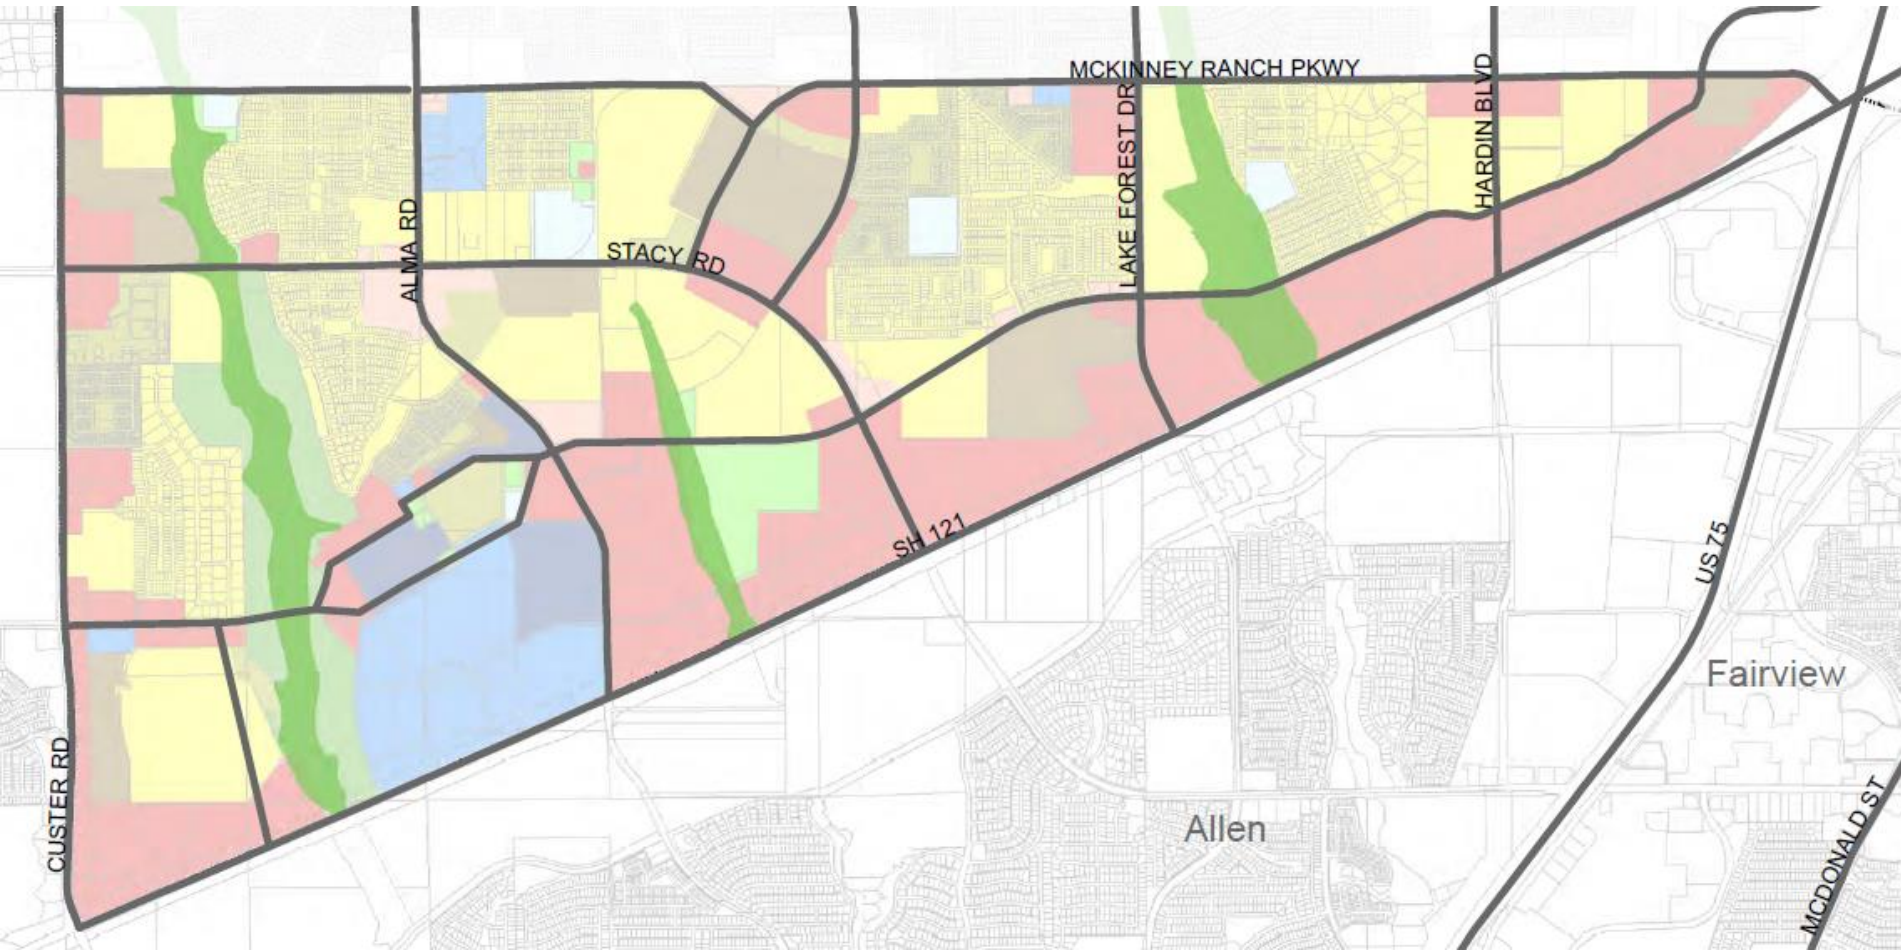 MCKINNEY RANCH PKWY
HARDIN BLVD
LAKE FOREST DR
ALMA RD
STACY RD
SH 121
US 75
Fairview
CUSTER RD
Allen
MCDONALD ST